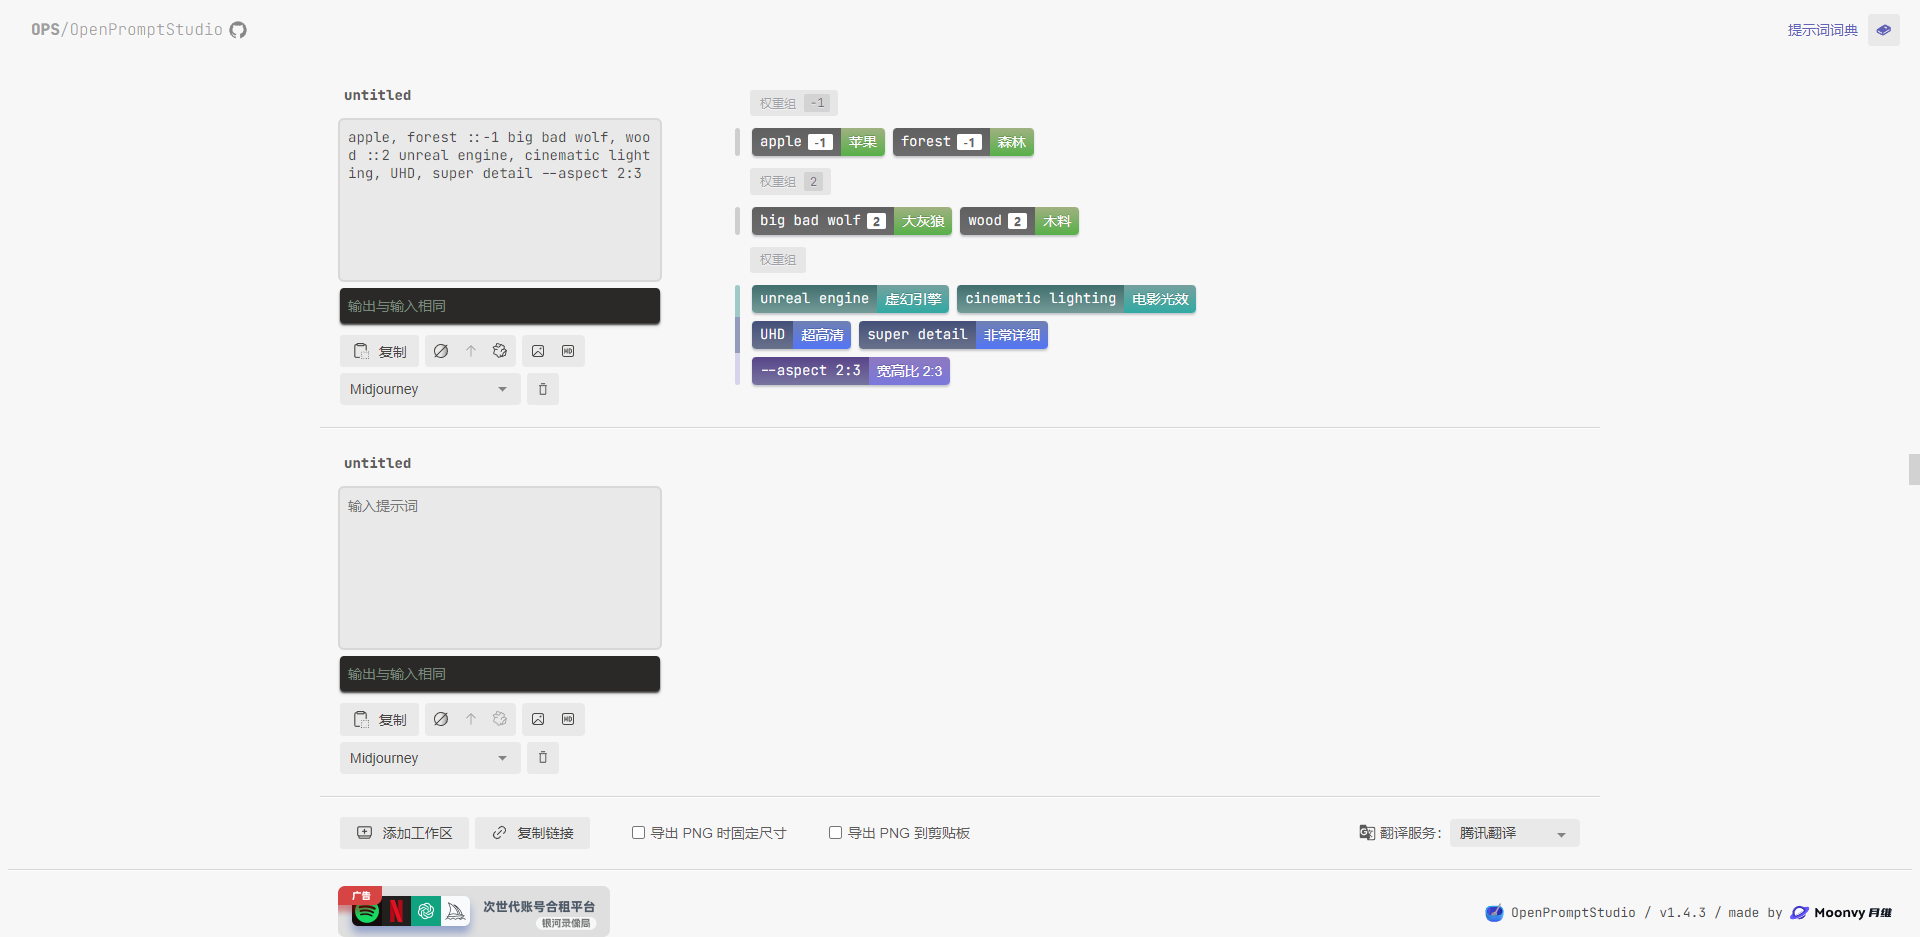 OPS/OpenPromptStudio
提示词词典
untitled
apple, forest ::-1 big bad wolf, woo
d ::2 unreal engine, cinematic light
ing, UHD, super detail --aspect 2:3
输出与输入相同
复制
HD
Midjourney
权重组 -1
apple -1 苹果 forest -1 森林
权重组 2
big bad wolf 2 大灰狼 wood 2 木料
权重组
unreal engine 虚幻引擎 cinematic lighting 电影光效
UHD 超高清 super detail 非常详细
--aspect 2:3 宽高比 2:3
untitled
输入提示词
输出与输入相同
复制
HD
Midjourney
添加工作区 复制链接 导出 PNG 时固定尺寸 导出 PNG 到剪贴板 翻译服务： 腾讯翻译
广告
次世代账号合租平台
银河录像局
OpenPromptStudio / v1.4.3 / made by Moonvy 月维